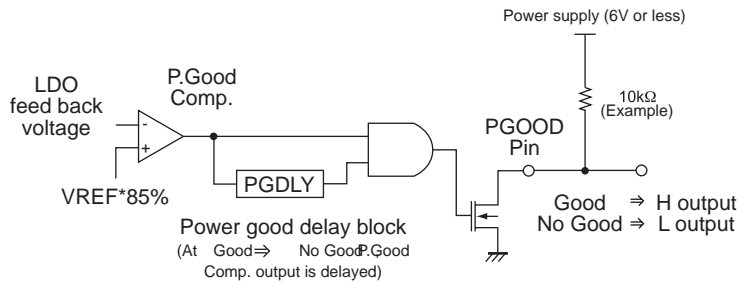 Power supply (6V or less)
LDO
feed back
voltage
P.Good
Comp.
-
+
VREF*85%
PGDLY
10kΩ
(Example)
PGOOD
Pin
Good ⇒ H output
No Good ⇒ L output
Power good delay block
(At Good⇒ No Good, P.Good
Comp. output is delayed)